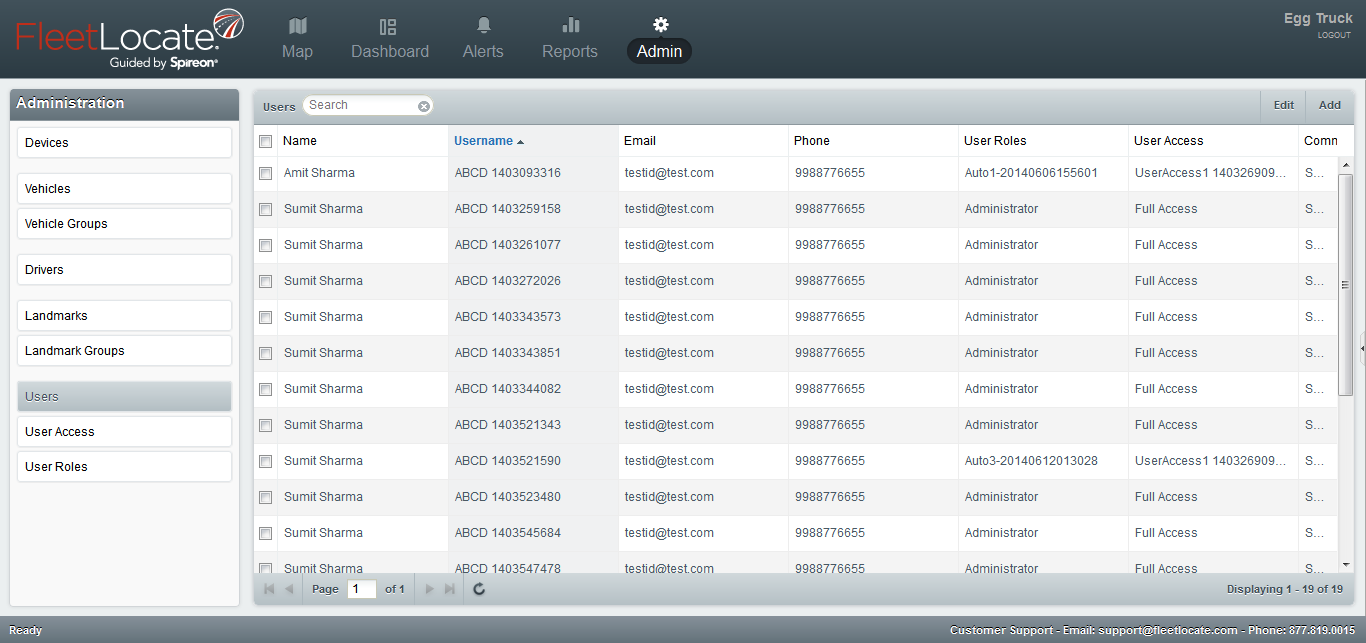 FleetLocate.
Guided by Spireon®
Map Dashboard Alerts Reports Admin
Egg Truck
LOGOUT
Administration
Devices
Vehicles
Vehicle Groups
Drivers
Landmarks
Landmark Groups
Users
User Access
User Roles
Users Search Edit Add
Name Username Email Phone User Roles User Access Comn
Amit Sharma ABCD 1403093316 testid@test.com 9988776655 Auto1-20140606155601 UserAccess1 140326909... S...
Sumit Sharma ABCD 1403259158 testid@test.com 9988776655 Administrator Full Access S...
Sumit Sharma ABCD 1403261077 testid@test.com 9988776655 Administrator Full Access S...
Sumit Sharma ABCD 1403272026 testid@test.com 9988776655 Administrator Full Access S...
Sumit Sharma ABCD 1403343573 testid@test.com 9988776655 Administrator Full Access S...
Sumit Sharma ABCD 1403343851 testid@test.com 9988776655 Administrator Full Access S...
Sumit Sharma ABCD 1403344082 testid@test.com 9988776655 Administrator Full Access S...
Sumit Sharma ABCD 1403521343 testid@test.com 9988776655 Administrator Full Access S...
Sumit Sharma ABCD 1403521590 testid@test.com 9988776655 Auto3-20140612013028 UserAccess1 140326909... S...
Sumit Sharma ABCD 1403523480 testid@test.com 9988776655 Administrator Full Access S...
Sumit Sharma ABCD 1403545684 testid@test.com 9988776655 Administrator Full Access S...
Sumit Sharma ABCD 1403547478 testid@test.com 9988776655 Administrator Full Access S...
Page 1 of 1 Displaying 1 - 19 of 19
Ready Customer Support - Email: support@fleetlocate.com - Phone: 877.819.0015